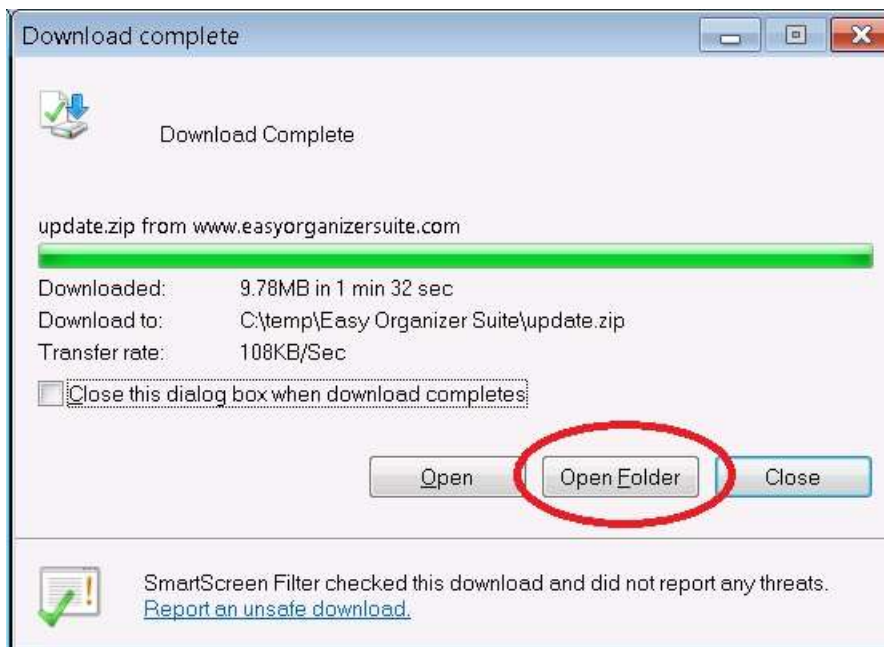 Download complete
Download Complete
update.zip from www.easyorganizersuite.com
Downloaded: 9.78MB in 1 min 32 sec
Download to: C:\temp\Easy Organizer Suite\update.zip
Transfer rate: 108KB/Sec
Close this dialog box when download completes
Open Open Folder Close
SmartScreen Filter checked this download and did not report any threats.
Report an unsafe download.